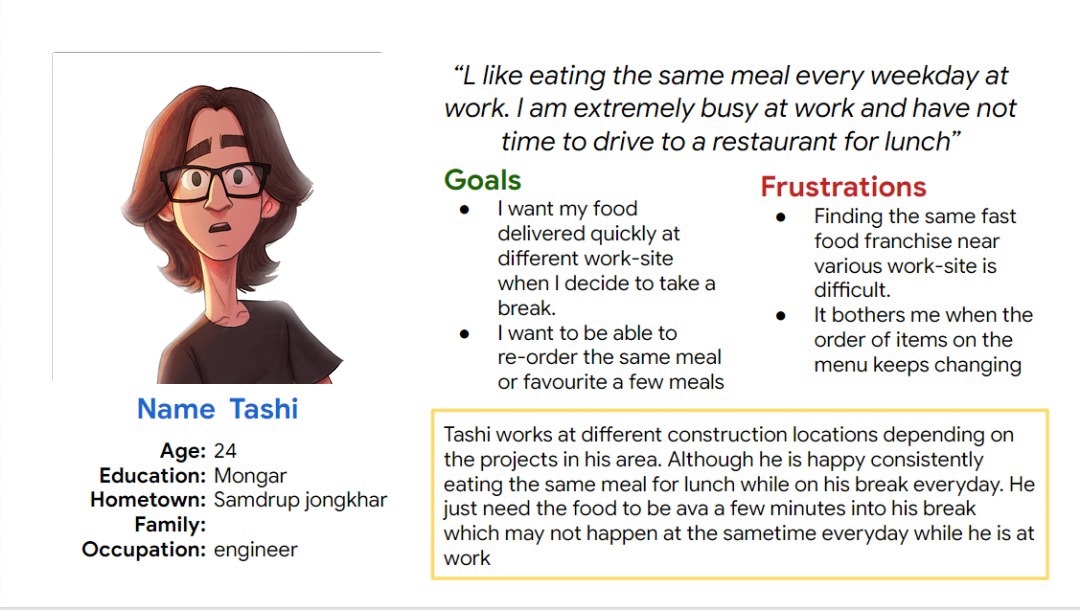 “L like eating the same meal every weekday at
work. I am extremely busy at work and have not
time to drive to a restaurant for lunch”
Goals
● I want my food
delivered quickly at
different work-site
when I decide to take a
break.
● I want to be able to
re-order the same meal
or favourite a few meals
Frustrations
● Finding the same fast
food franchise near
various work-site is
difficult.
● It bothers me when the
order of items on the
menu keeps changing
Name Tashi
Age: 24
Education: Mongar
Hometown: Samdrup jongkhar
Family:
Occupation: engineer
Tashi works at different construction locations depending on
the projects in his area. Although he is happy consistently
eating the same meal for lunch while on his break everyday. He
just need the food to be ava a few minutes into his break
which may not happen at the sametime everyday while he is at
work